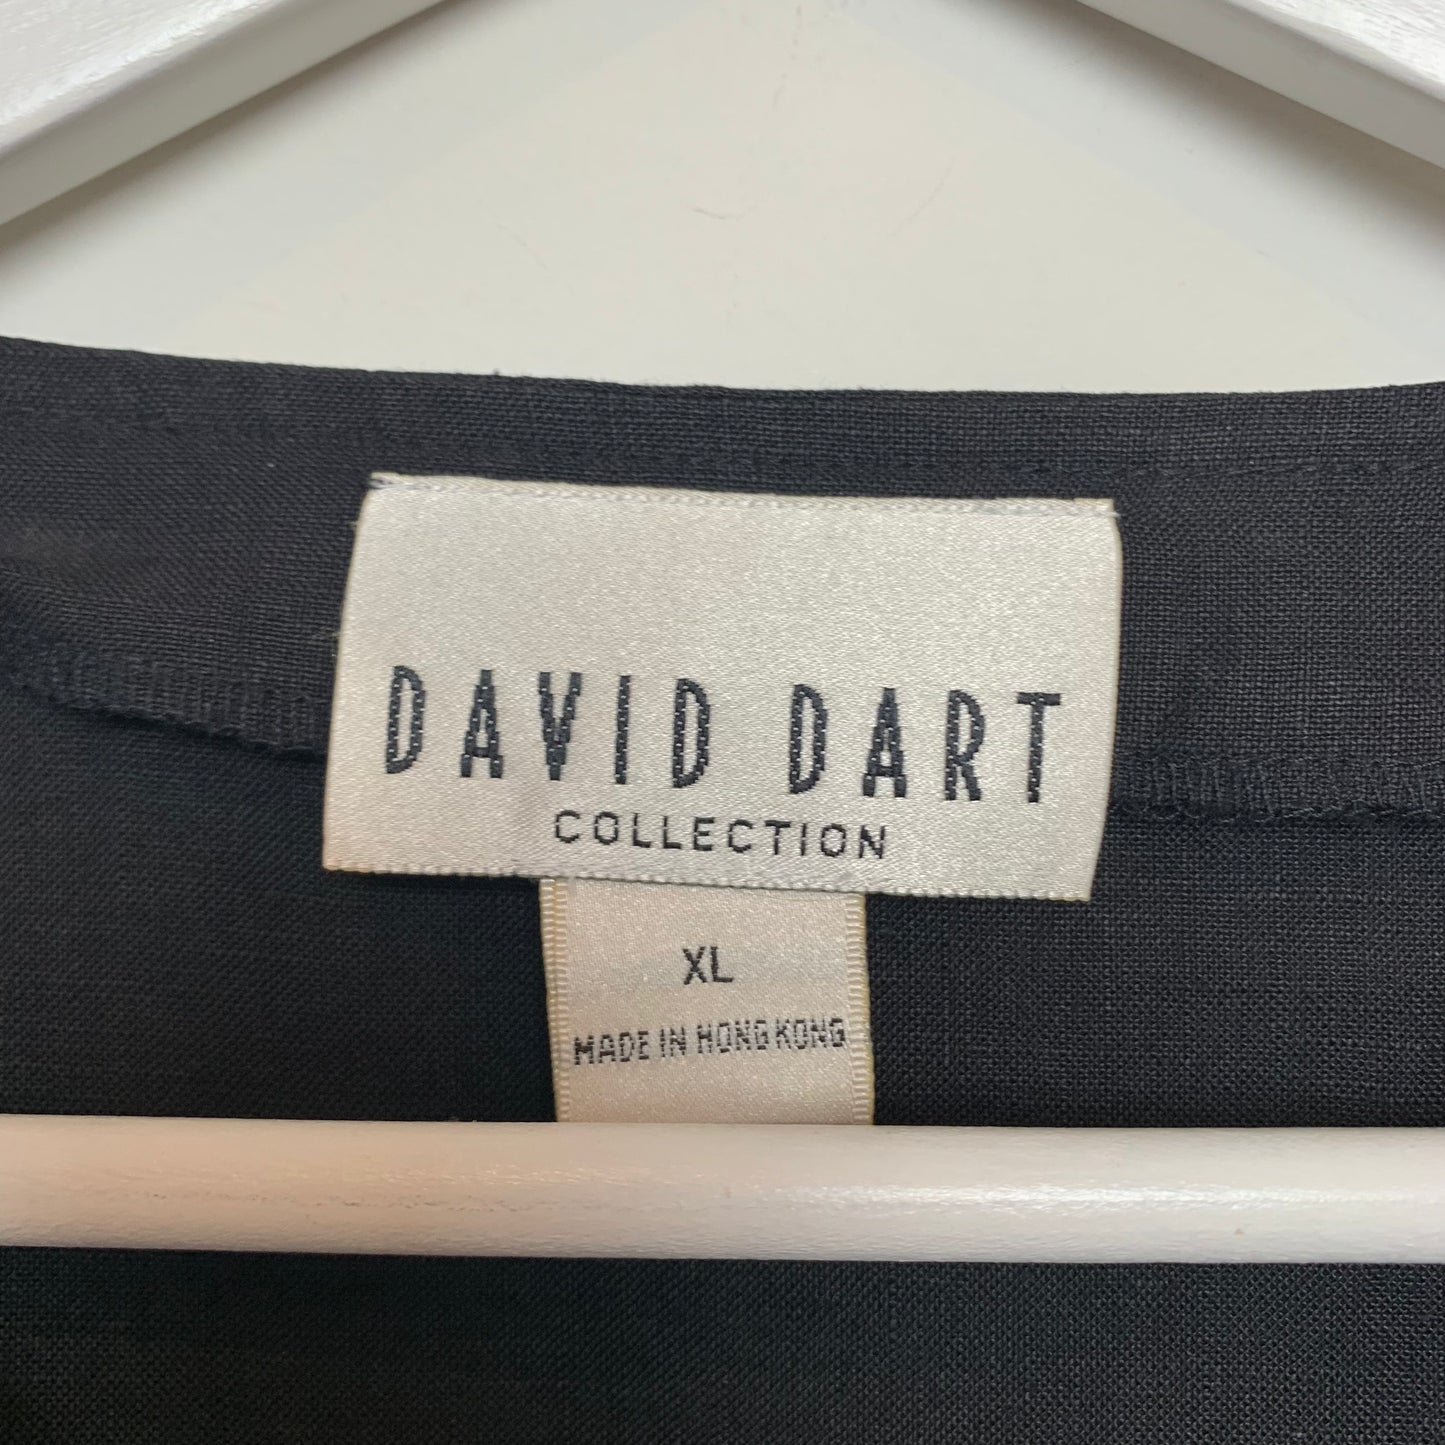 DAVID DART
COLLECTION
XL
MADE IN HONG KONG